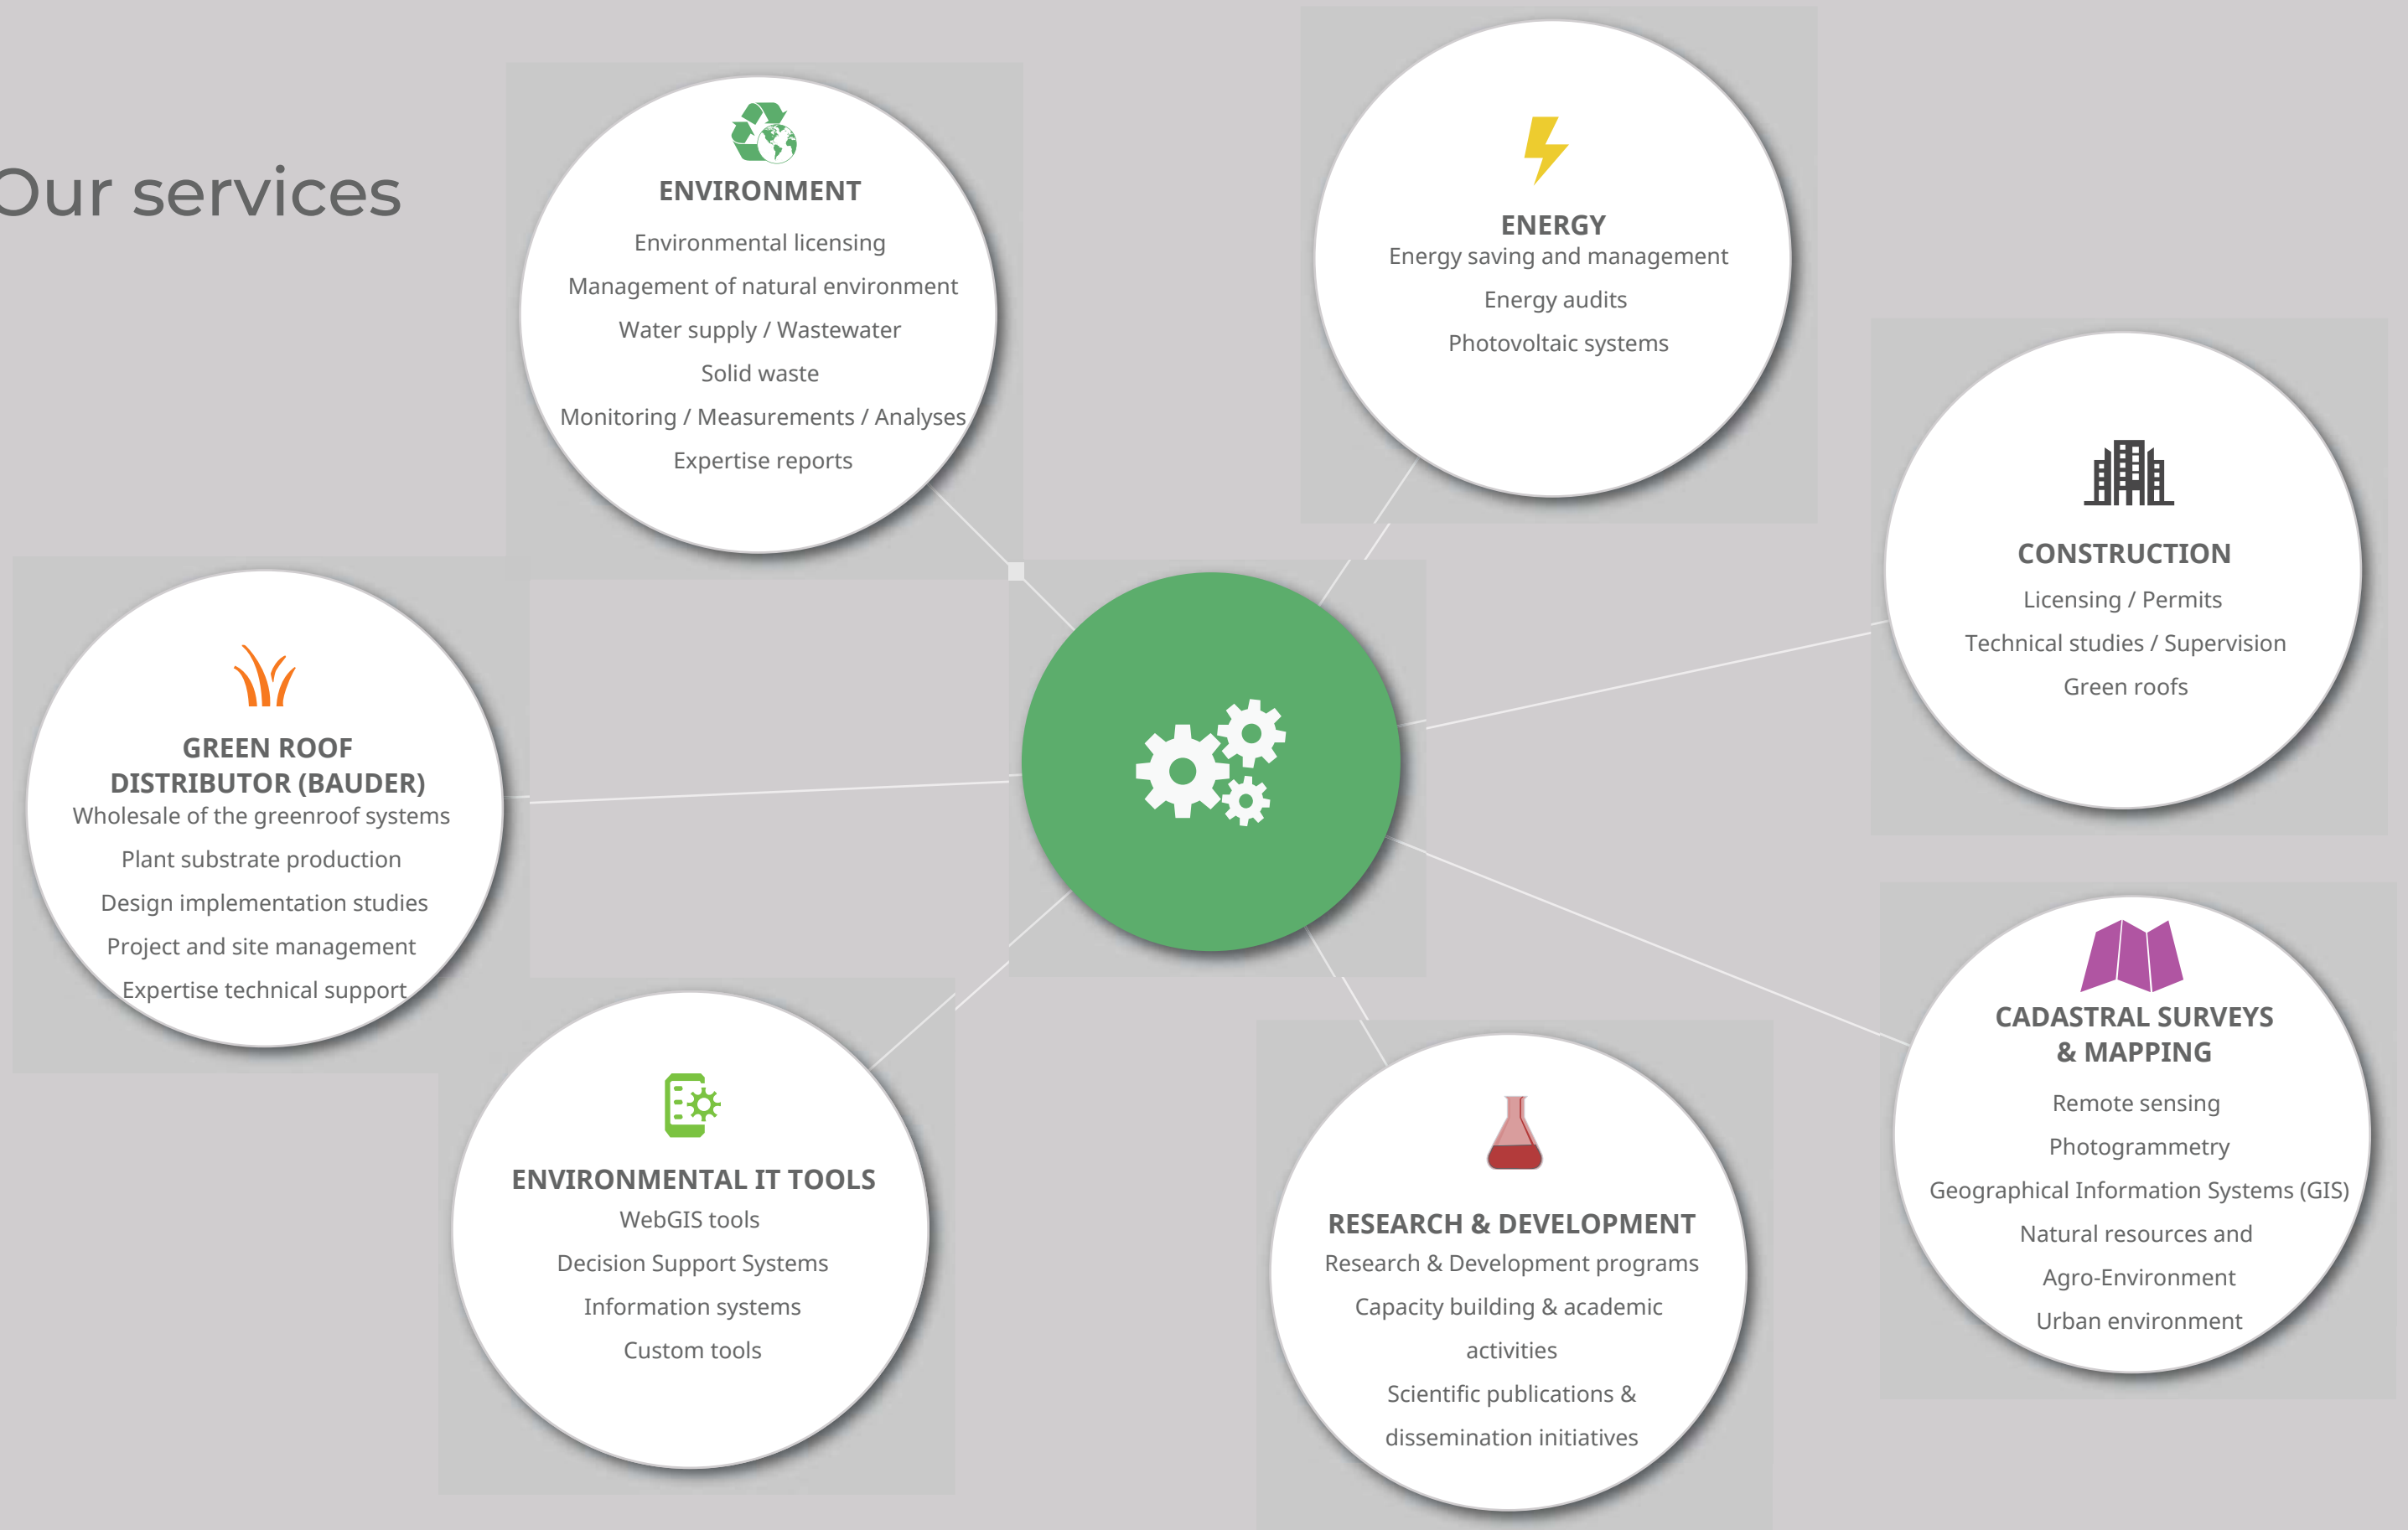 Our services
ENVIRONMENT
Environmental licensing
Management of natural environment
Water supply / Wastewater
Solid waste
Monitoring / Measurements / Analyses
Expertise reports
ENERGY
Energy saving and management
Energy audits
Photovoltaic systems
CONSTRUCTION
Licensing / Permits
Technical studies / Supervision
Green roofs
GREEN ROOF
DISTRIBUTOR (BAUDER)
Wholesale of the greenroof systems
Plant substrate production
Design implementation studies
Project and site management
Expertise technical support
CADASTRAL SURVEYS
& MAPPING
Remote sensing
Photogrammetry
Geographical Information Systems (GIS)
Natural resources and
Agro-Environment
Urban environment
ENVIRONMENTAL IT TOOLS
WebGIS tools
Decision Support Systems
Information systems
Custom tools
RESEARCH & DEVELOPMENT
Research & Development programs
Capacity building & academic
activities
Scientific publications &
dissemination initiatives